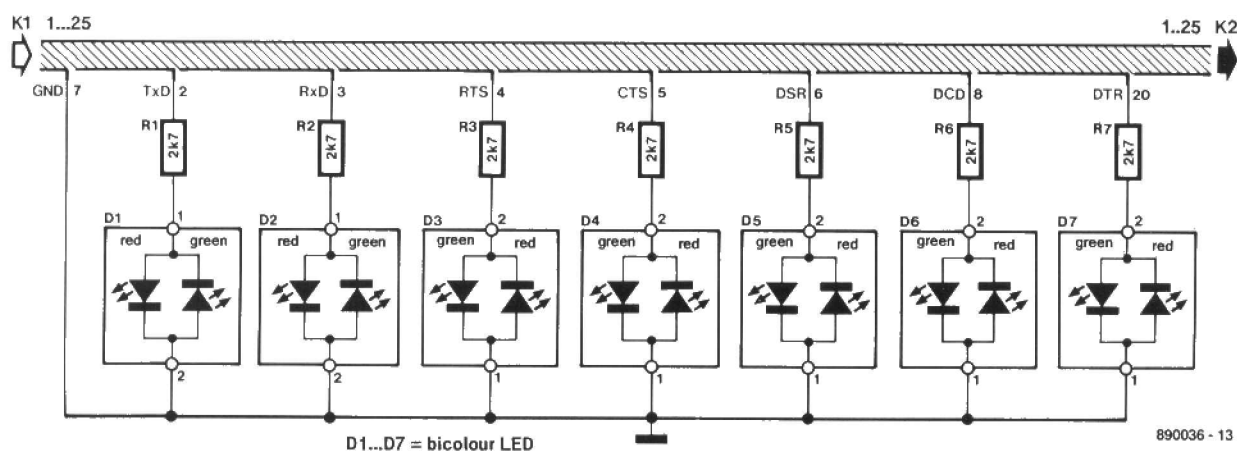 K1 1...25 1..25 K2
GND 7 TxD 2 RxD 3 RTS 4 CTS 5 DSR 6 DCD 8 DTR 20
R1 R2 R3 R4 R5 R6 R7
2k7 2k7 2k7 2k7 2k7 2k7 2k7
D1 1 D2 1 D3 2 D4 2 D5 2 D6 2 D7 2
red green red green green red green red green red green red green red
2 2 1 1 1 1 1
D1...D7 = bicolour LED
890036 - 13